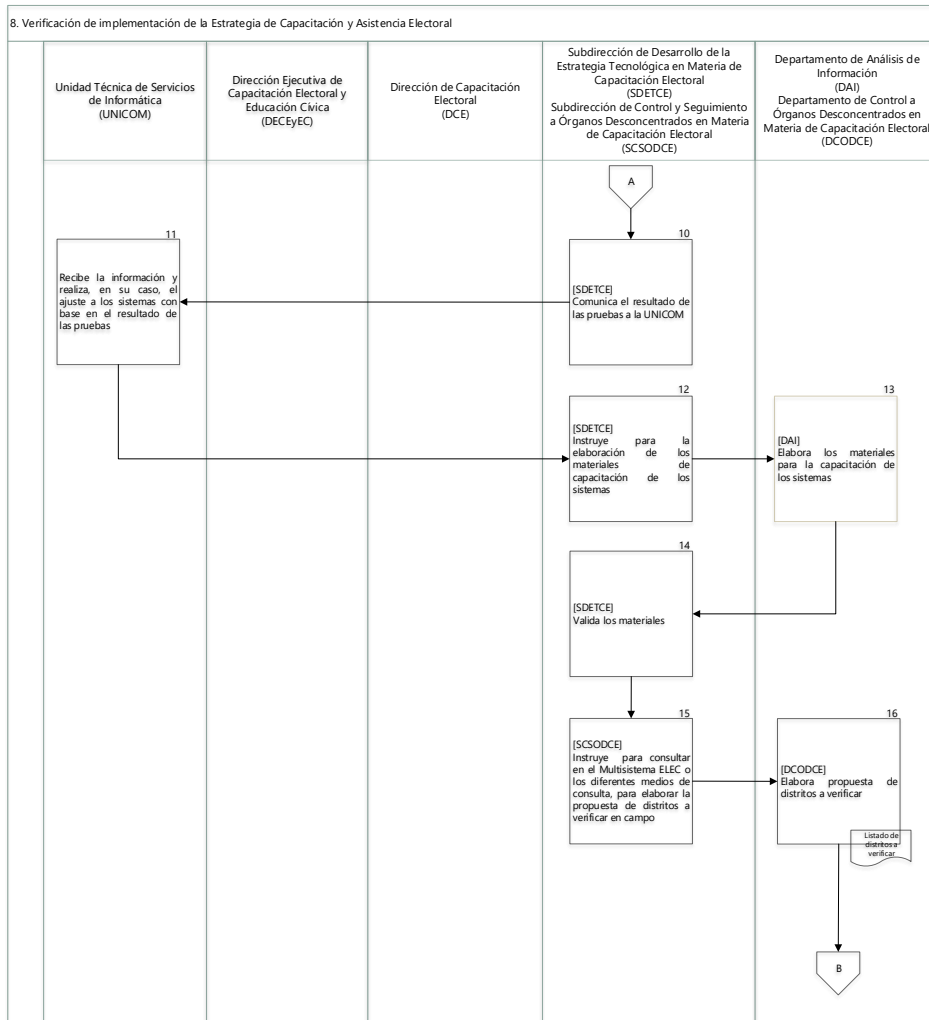 8. Verificación de implementación de la Estrategia de Capacitación y Asistencia Electoral
Unidad Técnica de Servicios
de Informática
(UNICOM)
Dirección Ejecutiva de
Capacitación Electoral y
Educación Cívica
(DECEyEC)
Dirección de Capacitación
Electoral
(DCE)
Subdirección de Desarrollo de la
Estrategia Tecnológica en Materia de
Capacitación Electoral
(SDETCE)
Subdirección de Control y Seguimiento
a Órganos Desconcentrados en Materia
de Capacitación Electoral
(SCSODCE)
Departamento de Análisis de
Información
(DAI)
Departamento de Control a
Órganos Desconcentrados en
Materia de Capacitación Electoral
(DCODCE)
A
10
[SDETCE]
Comunica el resultado de
las pruebas a la UNICOM
11
Recibe la información y
realiza, en su caso, el
ajuste a los sistemas con
base en el resultado de
las pruebas
12
[SDETCE]
Instruye para la
elaboración de los
materiales de
capacitación de los
sistemas
13
[DAI]
Elabora los materiales
para la capacitación de
los sistemas
14
[SDETCE]
Valida los materiales
15
[SCSODCE]
Instruye para consultar
en el Multisistema ELEC o
los diferentes medios de
consulta, para elaborar la
propuesta de distritos a
verificar en campo
16
[DCODCE]
Elabora propuesta de
distritos a verificar
Listado de
distritos a
verificar
B